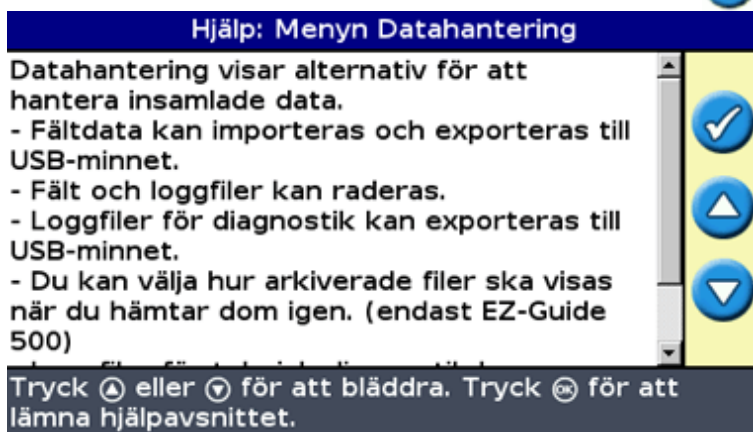 Hjälp: Menyn Datahantering
Datahantering visar alternativ för att
hantera insamlade data.
- Fältdata kan importeras och exporteras till
USB-minnet.
- Fält och loggfiler kan raderas.
- Loggfiler för diagnostik kan exporteras till
USB-minnet.
- Du kan välja hur arkiverade filer ska visas
när du hämtar dom igen. (endast EZ-Guide
500)
Tryck eller för att bläddra. Tryck OK för att
lämna hjälpavsnittet.